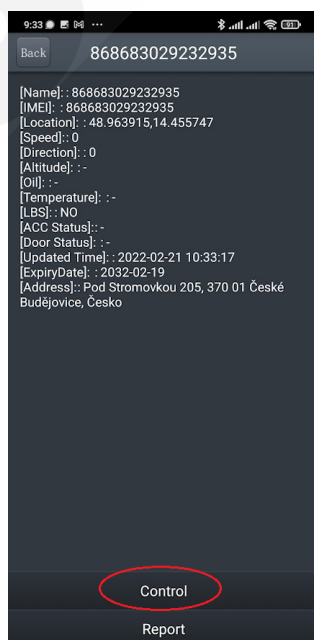 9:33 ...
91
Back 868683029232935
[Name]: : 868683029232935
[IMEI]: : 868683029232935
[Location]: : 48.963915,14.455747
[Speed]:: 0
[Direction]: : 0
[Altitude]: : -
[Oil]: : -
[Temperature]: : -
[LBS]: : NO
[ACC Status]:: -
[Door Status]: : -
[Updated Time]: : 2022-02-21 10:33:17
[ExpiryDate]: : 2032-02-19
[Address]:: Pod Stromovkou 205, 370 01 České
Budějovice, Česko
Control
Report